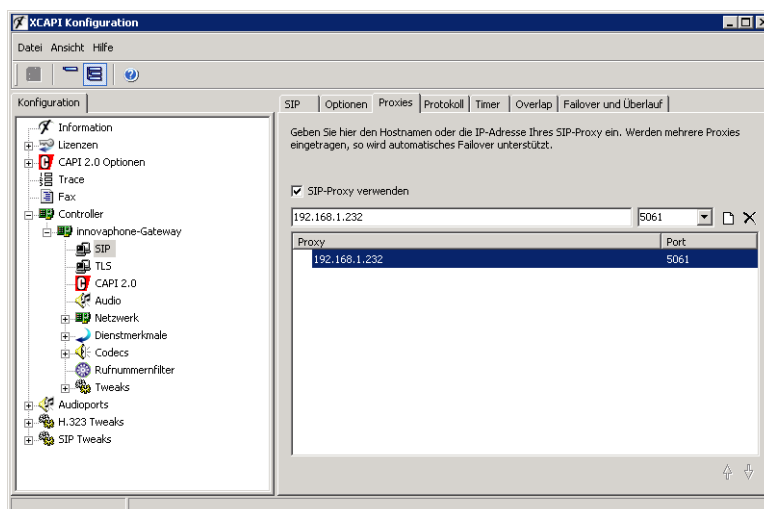 XCAPI Konfiguration
Datei Ansicht Hilfe
Konfiguration
SIP Optionen Proxies Protokoll Timer Overlap Failover und Überlauf
Information
Lizenzen
CAPI 2.0 Optionen
Trace
Fax
Controller
innovaphone-Gateway
SIP
TLS
CAPI 2.0
Audio
Netzwerk
Dienstmerkmale
Codecs
Rufnummernfilter
Tweaks
Audioports
H.323 Tweaks
SIP Tweaks
Geben Sie hier den Hostnamen oder die IP-Adresse Ihres SIP-Proxy ein. Werden mehrere Proxies
eingetragen, so wird automatisches Failover unterstützt.
SIP-Proxy verwenden
192.168.1.232 5061
Proxy Port
192.168.1.232 5061